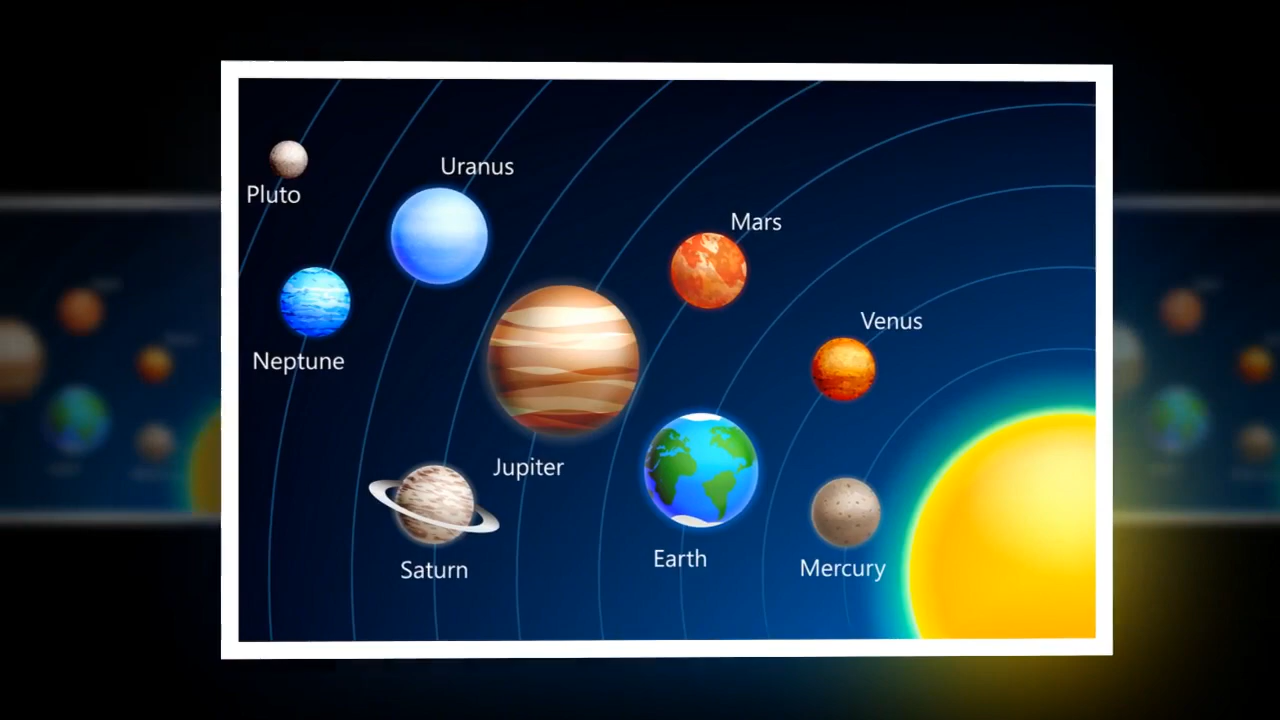 Pluto
Uranus
Mars
Venus
Neptune
Jupiter
Earth
Mercury
Saturn